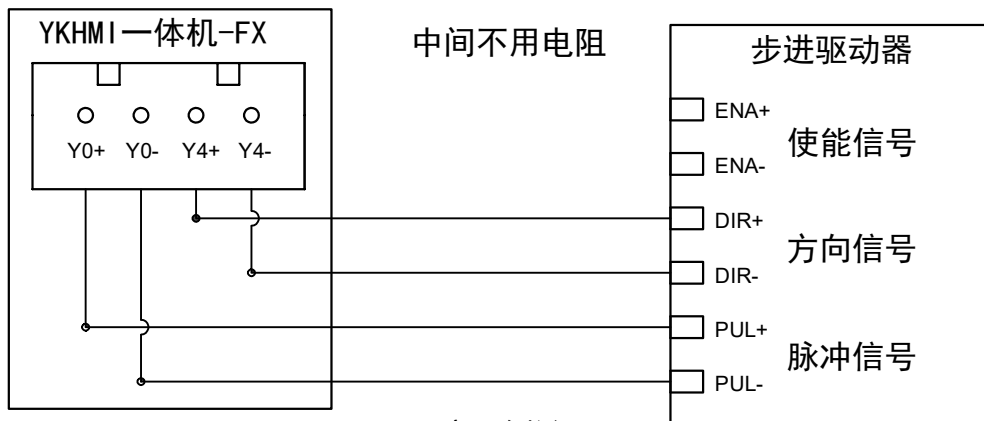 YKHMI一体机-FX
Y0+ Y0- Y4+ Y4-
中间不用电阻
步进驱动器
ENA+
使能信号
ENA-
DIR+
方向信号
DIR-
PUL+
脉冲信号
PUL-